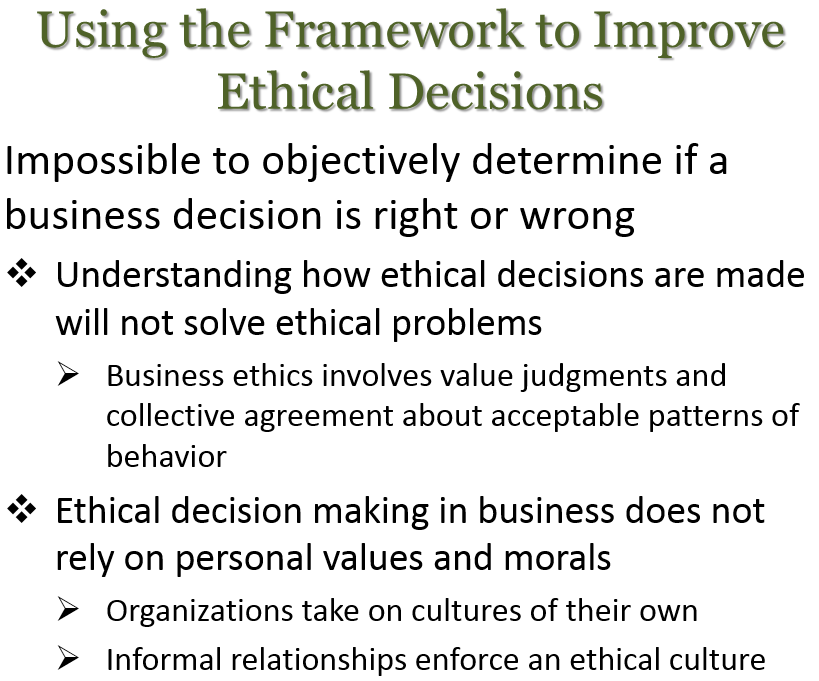 Using the Framework to Improve
Ethical Decisions
Impossible to objectively determine if a
business decision is right or wrong
❖ Understanding how ethical decisions are made
will not solve ethical problems
➢ Business ethics involves value judgments and
collective agreement about acceptable patterns of
behavior
❖ Ethical decision making in business does not
rely on personal values and morals
➢ Organizations take on cultures of their own
➢ Informal relationships enforce an ethical culture